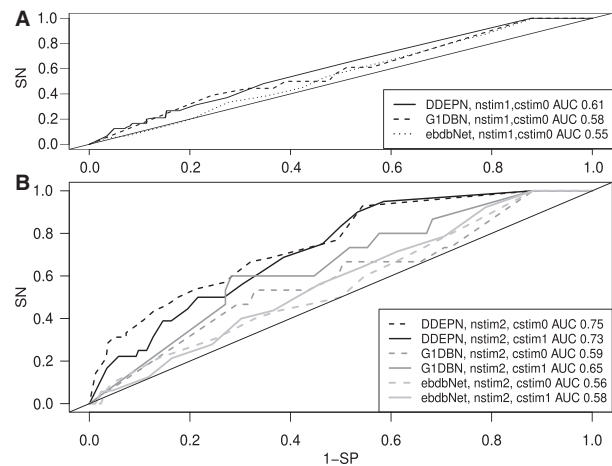 A
SN
1.0
0.8
0.6
0.4
0.2
0.0
DDEPN, nstim1,cstim0 AUC 0.61
G1DBN, nstim1,cstim0 AUC 0.58
ebdbNet, nstim1,cstim0 AUC 0.55
0.0 0.2 0.4 0.6 0.8 1.0
B
SN
1.0
0.8
0.6
0.4
0.2
0.0
DDEPN, nstim2, cstim0 AUC 0.75
DDEPN, nstim2, cstim1 AUC 0.73
G1DBN, nstim2, cstim0 AUC 0.59
G1DBN, nstim2, cstim1 AUC 0.65
ebdbNet, nstim2, cstim0 AUC 0.56
ebdbNet, nstim2, cstim1 AUC 0.58
0.0 0.2 0.4 0.6 0.8 1.0
1−SP